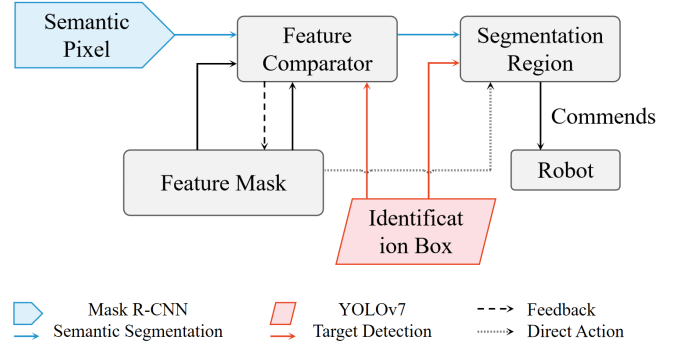 Semantic
Pixel
Feature
Comparator
Segmentation
Region
Commends
Feature Mask
Robot
Identificat
ion Box
Mask R-CNN
YOLOv7
Feedback
Semantic Segmentation
Target Detection
Direct Action